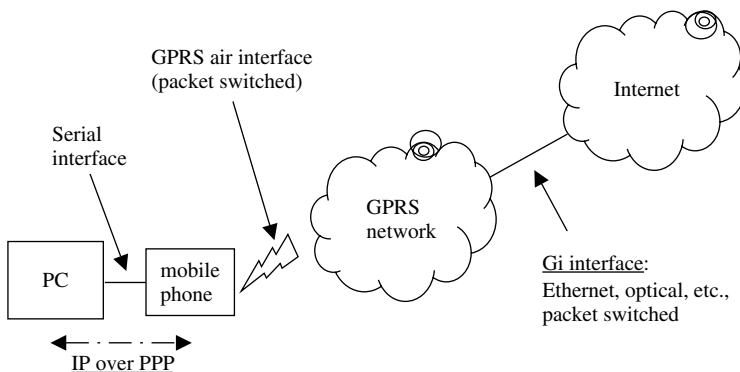 GPRS air interface
(packet switched)
Internet
Serial
interface
GPRS
network
PC
mobile
phone
Gi interface:
Ethernet, optical, etc.,
packet switched
IP over PPP